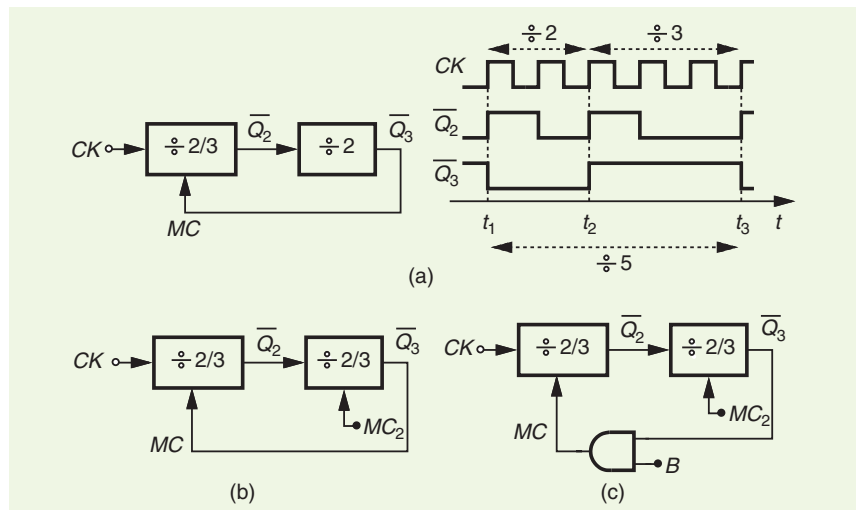 ÷2 ÷3
CK
CK ÷2/3 Q̅₂ ÷2 Q̅₃
MC
Q̅₂
Q̅₃
t₁ t₂ t₃ t
÷5
(a)
CK ÷2/3 Q̅₂ ÷2/3 Q̅₃
MC MC₂
(b)
CK ÷2/3 Q̅₂ ÷2/3 Q̅₃
MC MC₂
B
(c)